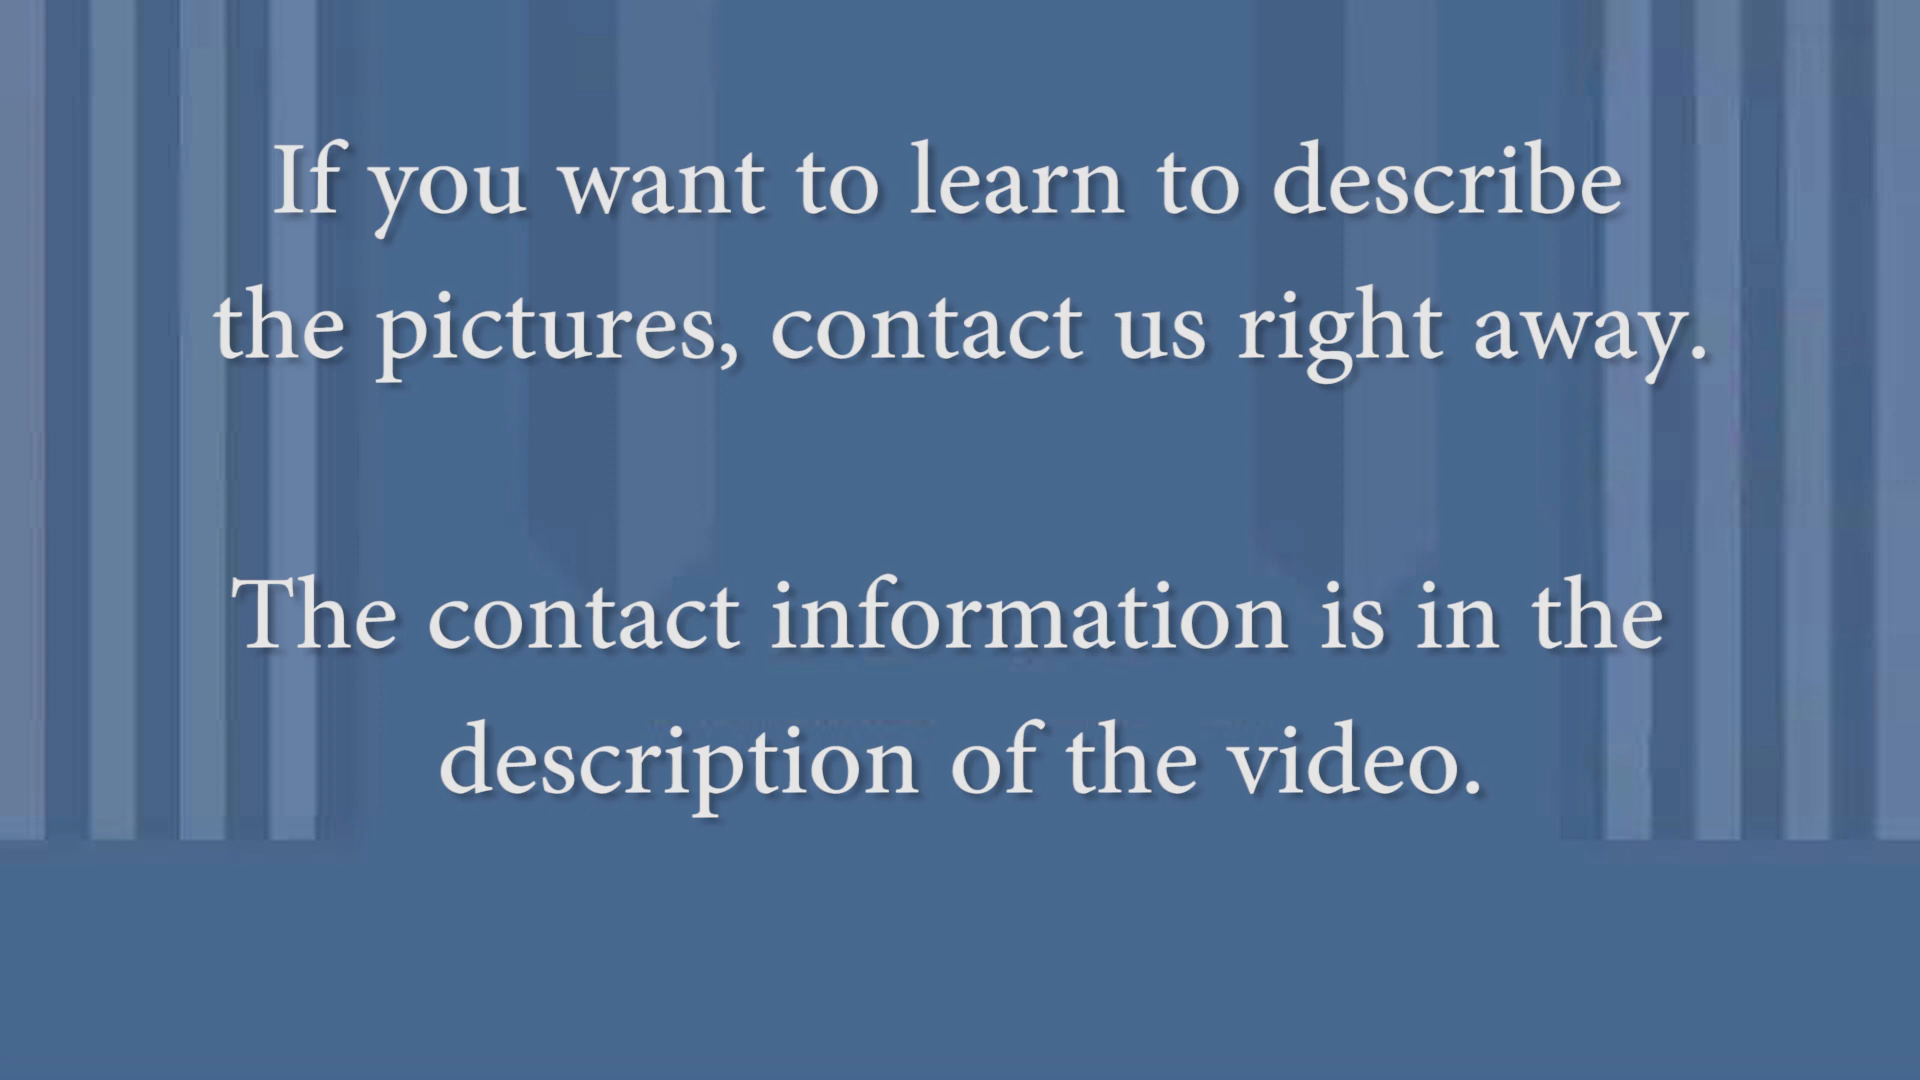 If you want to learn to describe
the pictures, contact us right away.
The contact information is in the
description of the video.